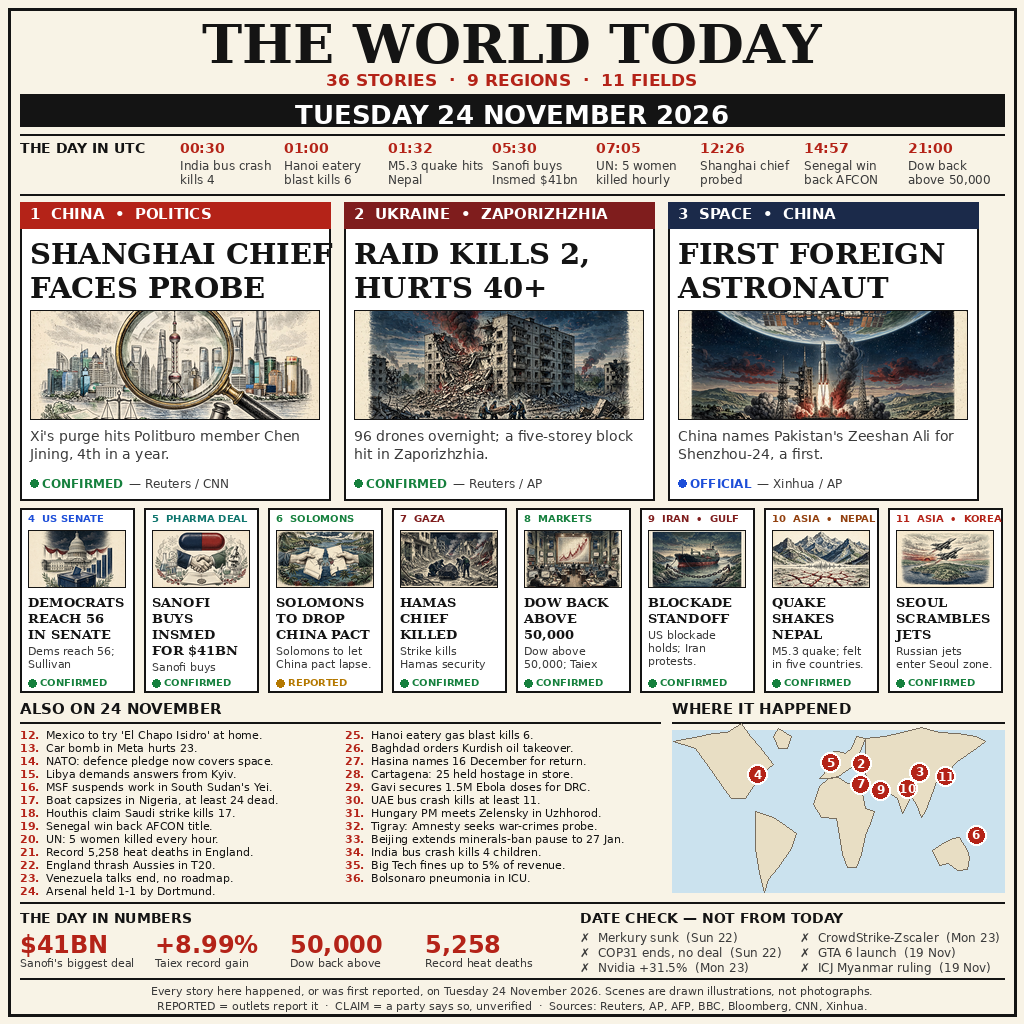 THE WORLD TODAY
36 STORIES · 9 REGIONS · 11 FIELDS
TUESDAY 24 NOVEMBER 2026
THE DAY IN UTC
00:30
India bus crash
kills 4
01:00
Hanoi eatery
blast kills 6
01:32
M5.3 quake hits
Nepal
05:30
Sanofi buys
Insmed $41bn
07:05
UN: 5 women
killed hourly
12:26
Shanghai chief
probed
14:57
Senegal win
back AFCON
21:00
Dow back
above 50,000
1 CHINA • POLITICS
SHANGHAI CHIEF
FACES PROBE
Xi's purge hits Politburo member Chen
Jining, 4th in a year.
CONFIRMED — Reuters / CNN
2 UKRAINE • ZAPORIZHZHIA
RAID KILLS 2,
HURTS 40+
96 drones overnight; a five-storey block
hit in Zaporizhzhia.
CONFIRMED — Reuters / AP
3 SPACE • CHINA
FIRST FOREIGN
ASTRONAUT
China names Pakistan's Zeeshan Ali for
Shenzhou-24, a first.
OFFICIAL — Xinhua / AP
4 US SENATE
DEMOCRATS
REACH 56
IN SENATE
Dems reach 56;
Sullivan
CONFIRMED
5 PHARMA DEAL
SANOFI
BUYS
INSMED
FOR $41BN
Sanofi buys
CONFIRMED
6 SOLOMONS
SOLOMONS
TO DROP
CHINA PACT
Solomons to let
China pact lapse.
REPORTED
7 GAZA
HAMAS
CHIEF
KILLED
Strike kills
Hamas security
CONFIRMED
8 MARKETS
DOW BACK
ABOVE
50,000
Dow above
50,000; Taiex
CONFIRMED
9 IRAN • GULF
BLOCKADE
STANDOFF
US blockade
holds; Iran
protests.
CONFIRMED
10 ASIA • NEPAL
QUAKE
SHAKES
NEPAL
M5.3 quake; felt
in five countries.
CONFIRMED
11 ASIA • KOREA
SEOUL
SCRAMBLES
JETS
Russian jets
enter Seoul zone.
CONFIRMED
ALSO ON 24 NOVEMBER
12. Mexico to try 'El Chapo Isidro' at home.
13. Car bomb in Meta hurts 23.
14. NATO: defence pledge now covers space.
15. Libya demands answers from Kyiv.
16. MSF suspends work in South Sudan's Yei.
17. Boat capsizes in Nigeria, at least 24 dead.
18. Houthis claim Saudi strike kills 17.
19. Senegal win back AFCON title.
20. UN: 5 women killed every hour.
21. Record 5,258 heat deaths in England.
22. England thrash Aussies in T20.
23. Venezuela talks end, no roadmap.
24. Arsenal held 1-1 by Dortmund.
25. Hanoi eatery gas blast kills 6.
26. Baghdad orders Kurdish oil takeover.
27. Hasina names 16 December for return.
28. Cartagena: 25 held hostage in store.
29. Gavi secures 1.5M Ebola doses for DRC.
30. UAE bus crash kills at least 11.
31. Hungary PM meets Zelensky in Uzhhorod.
32. Tigray: Amnesty seeks war-crimes probe.
33. Beijing extends minerals-ban pause to 27 Jan.
34. India bus crash kills 4 children.
35. Big Tech fines up to 5% of revenue.
36. Bolsonaro pneumonia in ICU.
WHERE IT HAPPENED
4
5
2
7
9
10
3
11
6
THE DAY IN NUMBERS
$41BN
Sanofi's biggest deal
+8.99%
Taiex record gain
50,000
Dow back above
5,258
Record heat deaths
DATE CHECK — NOT FROM TODAY
✗ Merkury sunk (Sun 22)
✗ COP31 ends, no deal (Sun 22)
✗ Nvidia +31.5% (Mon 23)
✗ CrowdStrike-Zscaler (Mon 23)
✗ GTA 6 launch (19 Nov)
✗ ICJ Myanmar ruling (19 Nov)
Every story here happened, or was first reported, on Tuesday 24 November 2026. Scenes are drawn illustrations, not photographs.
REPORTED = outlets report it · CLAIM = a party says so, unverified · Sources: Reuters, AP, AFP, BBC, Bloomberg, CNN, Xinhua.